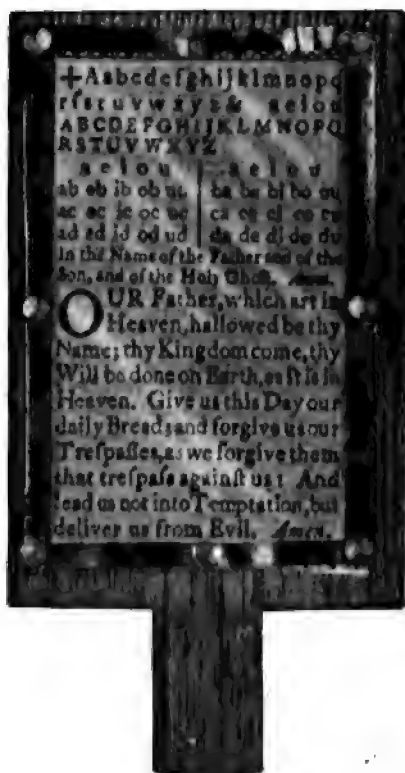 +Aabcdefghijklmnopq
rſstuvwxyz& aeiou
ABCDEFGHIJKLMNOPQ
RSTUVWXYZ
aeiou aeiou
ab eb ib ob ub ba be bi bo bu
ac ec ic oc uc ca ce ci co cu
ad ed id od ud da de di do du
In the Name of the Father and of the
Son, and of the Holy Ghoſt. Amen.
OUR Father, which art in
Heaven, hallowed be thy
Name; thy Kingdom come, thy
Will be done on Earth, as it is in
Heaven. Give us this Day our
daily Bread; and forgive us our
Treſpaſſes, as we forgive them
that treſpaſs againſt us: And
lead us not into Temptation, but
deliver us from Evil. Amen.